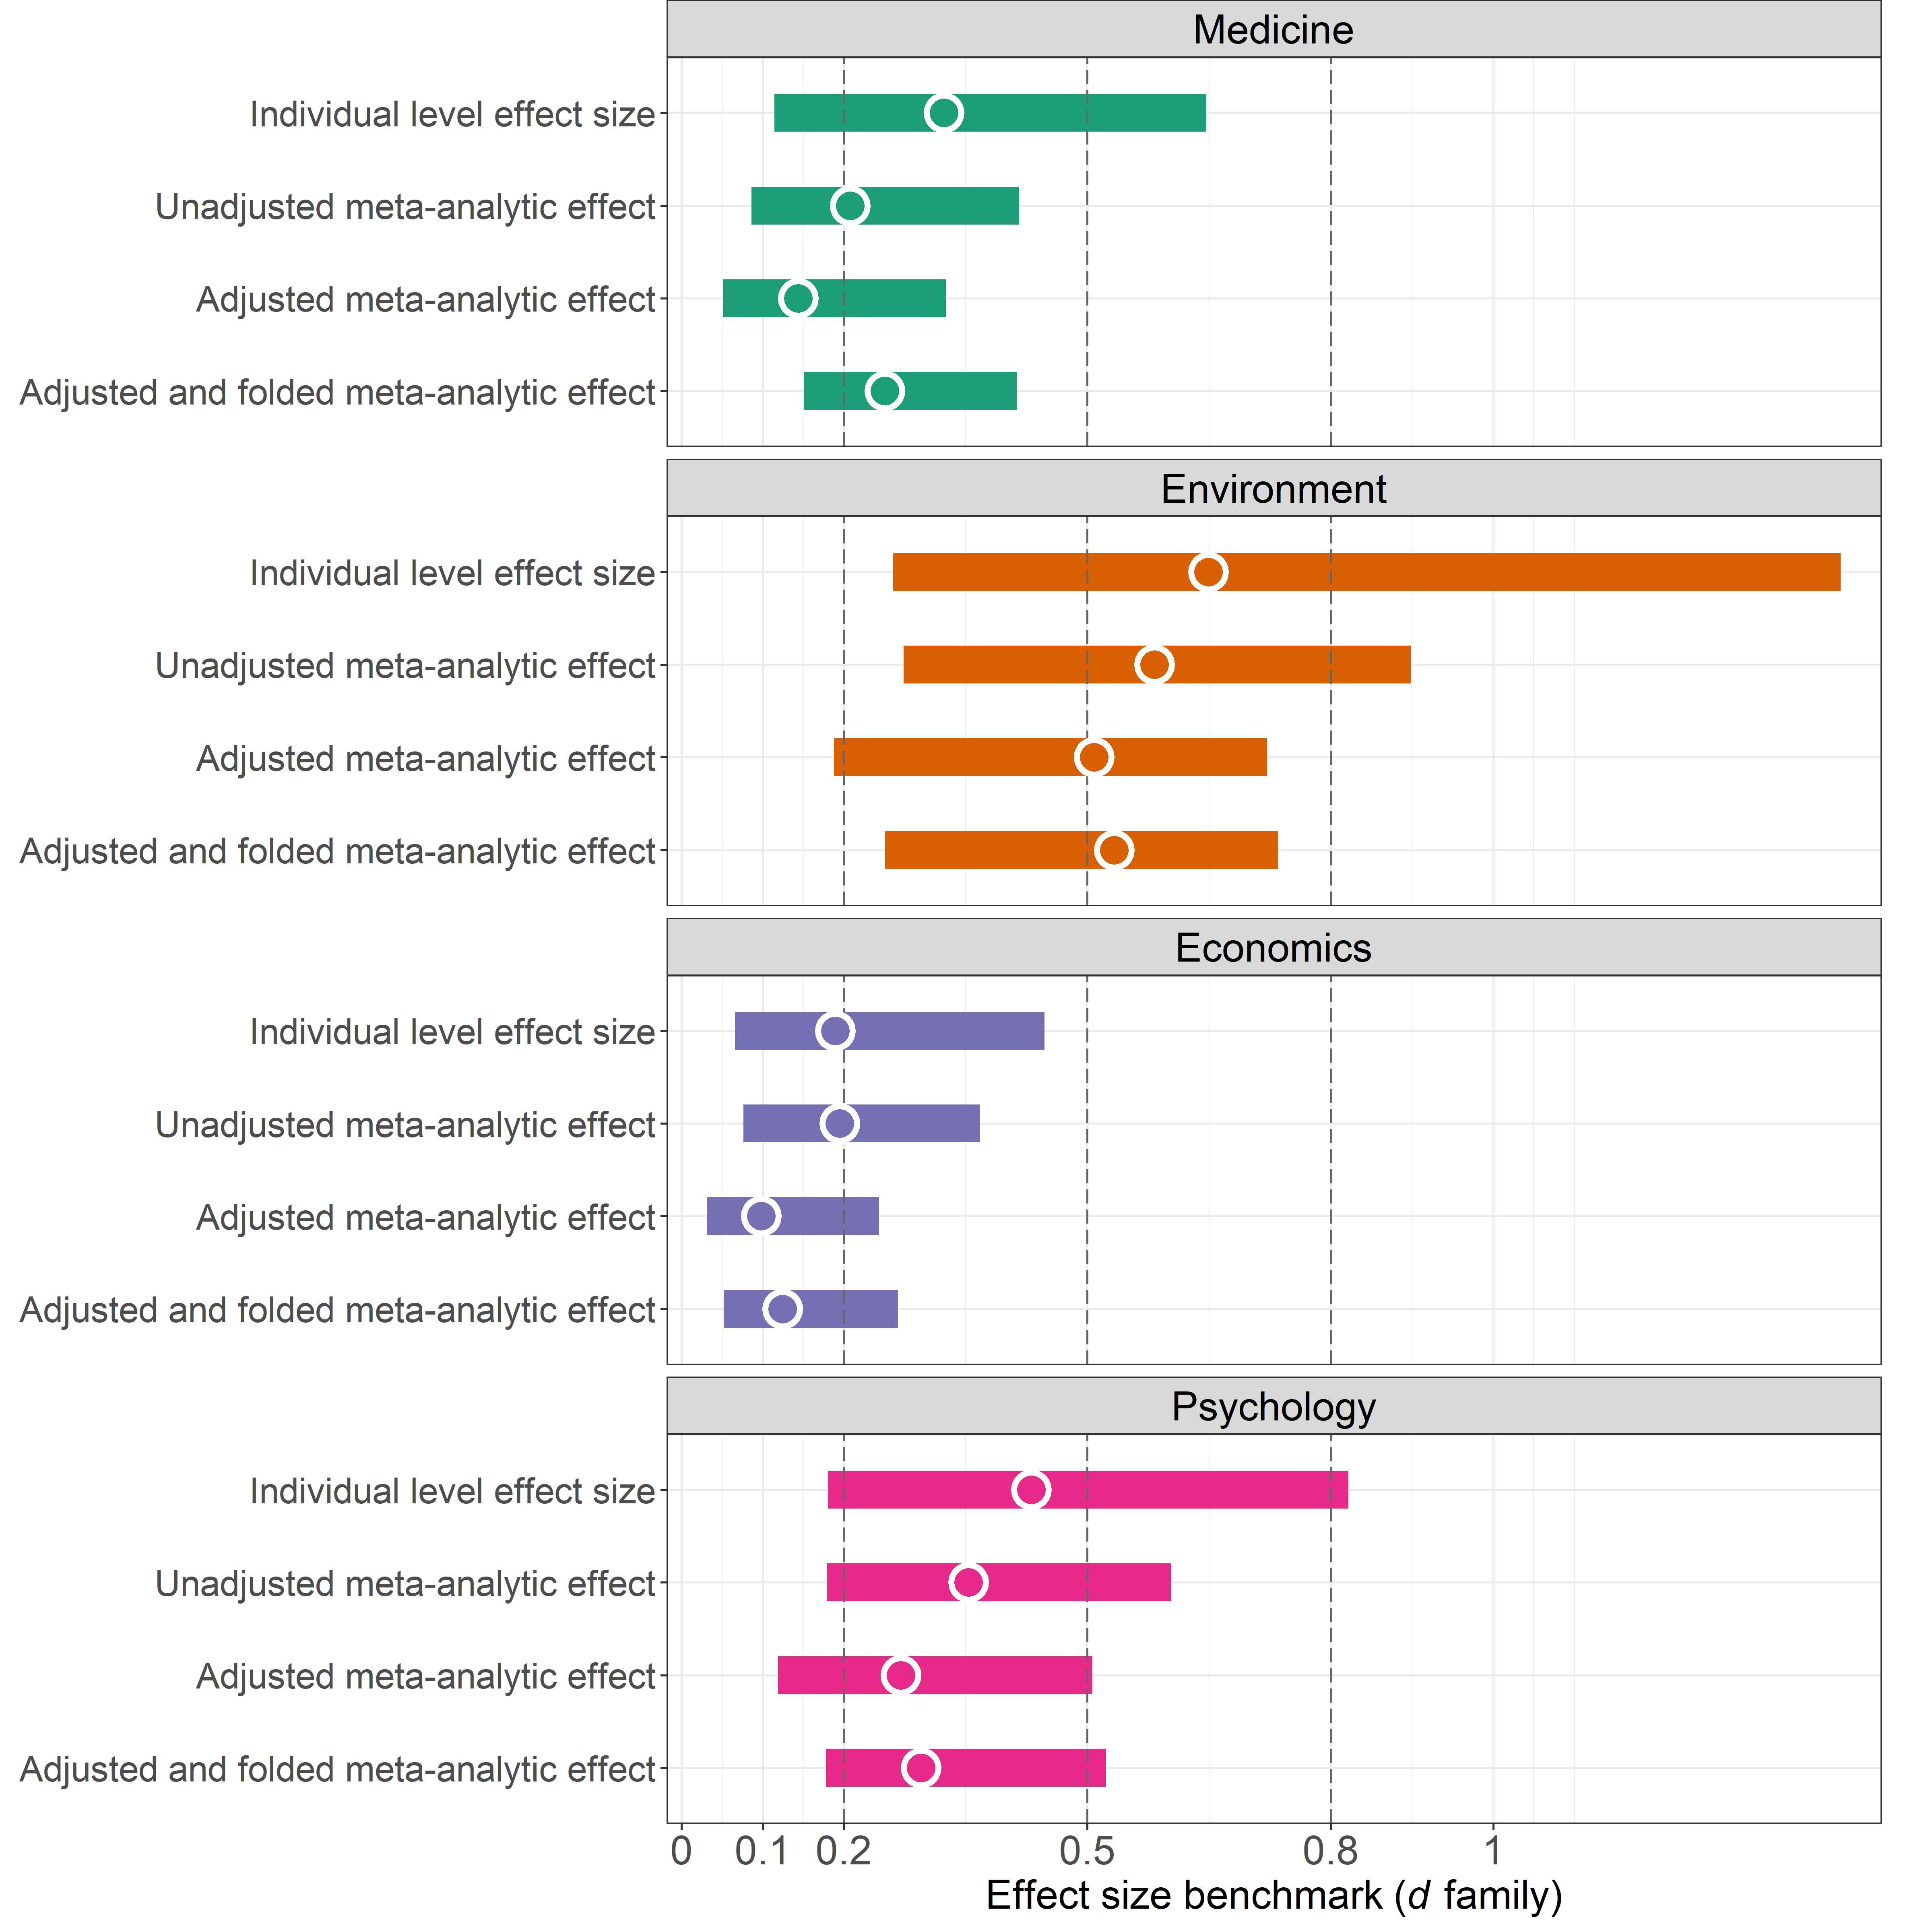 Medicine
Individual level effect size
Unadjusted meta-analytic effect
Adjusted meta-analytic effect
Adjusted and folded meta-analytic effect
Environment
Individual level effect size
Unadjusted meta-analytic effect
Adjusted meta-analytic effect
Adjusted and folded meta-analytic effect
Economics
Individual level effect size
Unadjusted meta-analytic effect
Adjusted meta-analytic effect
Adjusted and folded meta-analytic effect
Psychology
Individual level effect size
Unadjusted meta-analytic effect
Adjusted meta-analytic effect
Adjusted and folded meta-analytic effect
0 0.1 0.2 0.5 0.8 1
Effect size benchmark (d family)